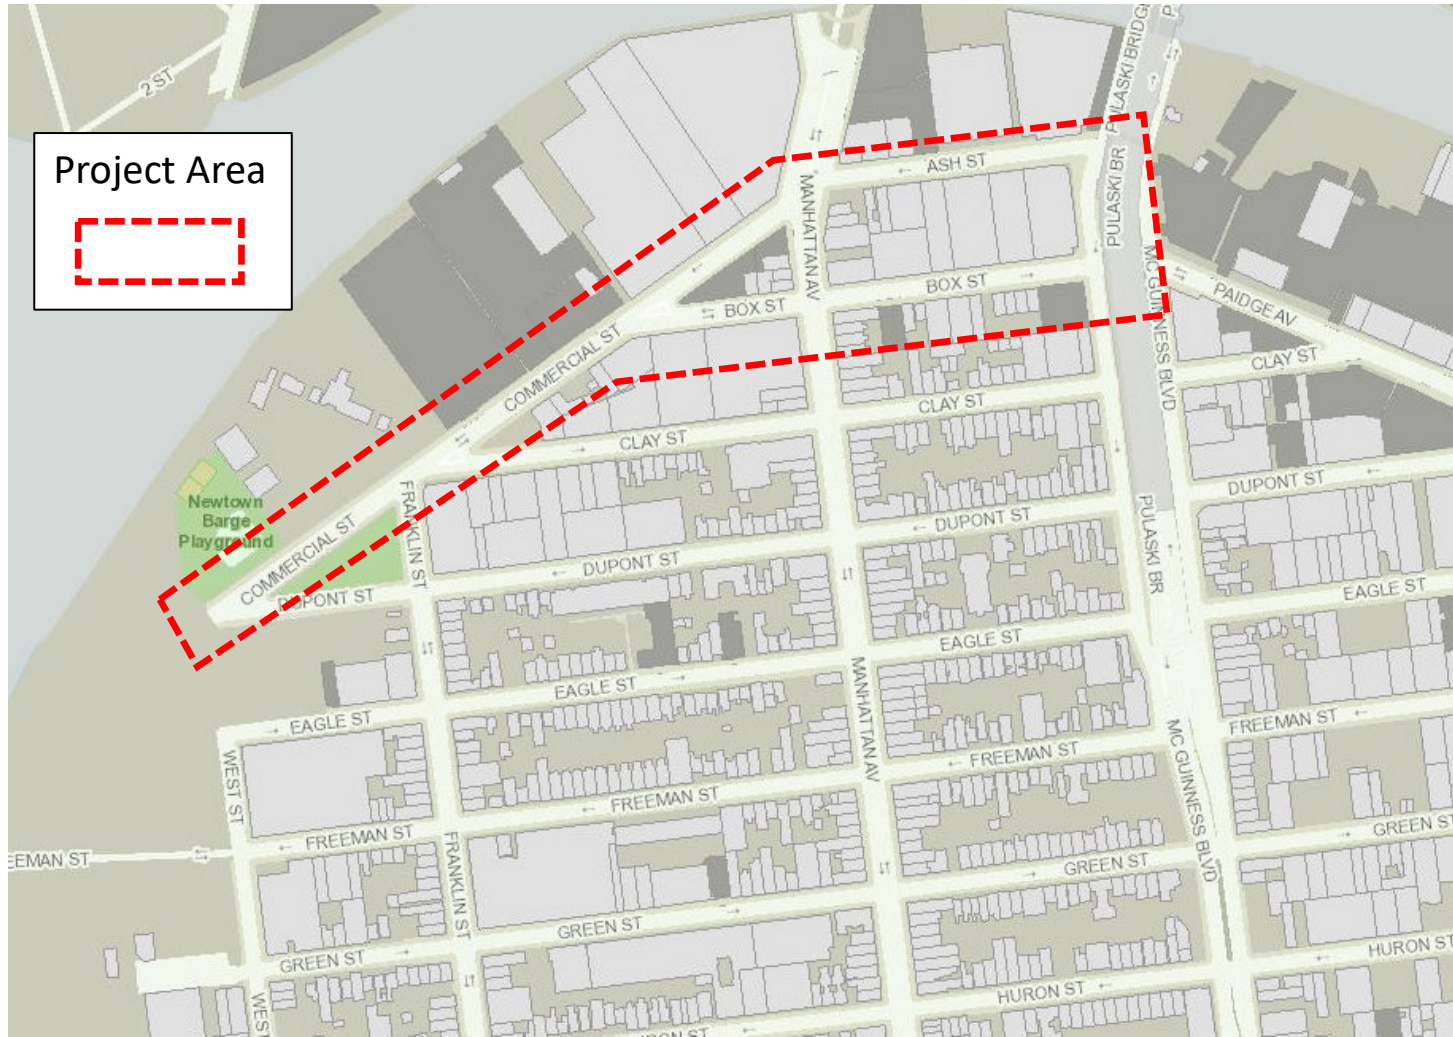 2 ST
PULASKI BRIDGE
P
Project Area
PULASKI BR
ASH ST
MANHATTAN AV
MC GUINNESS BLVD
BOX ST
BOX ST
PAIDGE AV
COMMERCIAL ST
CLAY ST
CLAY ST
CLAY ST
Newtown
Barge
Playground
FRANKLIN ST
DUPONT ST
DUPONT ST
COMMERCIAL ST
DUPONT ST
DUPONT ST
PULASKI BR
EAGLE ST
EAGLE ST
EAGLE ST
EAGLE ST
MANHATTAN AV
WEST ST
FREEMAN ST
FREEMAN ST
MC GUINNESS BLVD
FREEMAN ST
FREEMAN ST
EEMAN ST
FRANKLIN ST
GREEN ST
GREEN ST
GREEN ST
GREEN ST
HURON ST
HURON ST
WEST
URON ST